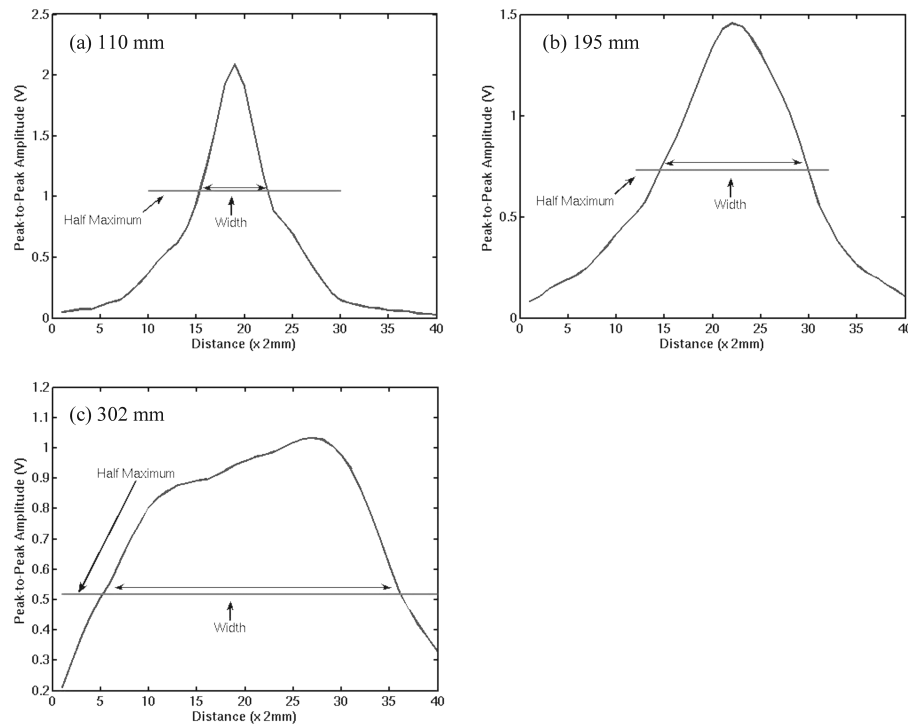 (a) 110 mm
2.5
2
1.5
1
0.5
0
Peak-to-Peak Amplitude (V)
Half Maximum
Width
0 5 10 15 20 25 30 35 40
Distance (x 2mm)
(b) 195 mm
1.5
1
0.5
0
Peak-to-Peak Amplitude (V)
Half Maximum
Width
0 5 10 15 20 25 30 35 40
Distance (x 2mm)
(c) 302 mm
1.2
1.1
1
0.9
0.8
0.7
0.6
0.5
0.4
0.3
0.2
Peak-to-Peak Amplitude (V)
Half Maximum
Width
0 5 10 15 20 25 30 35 40
Distance (x 2mm)